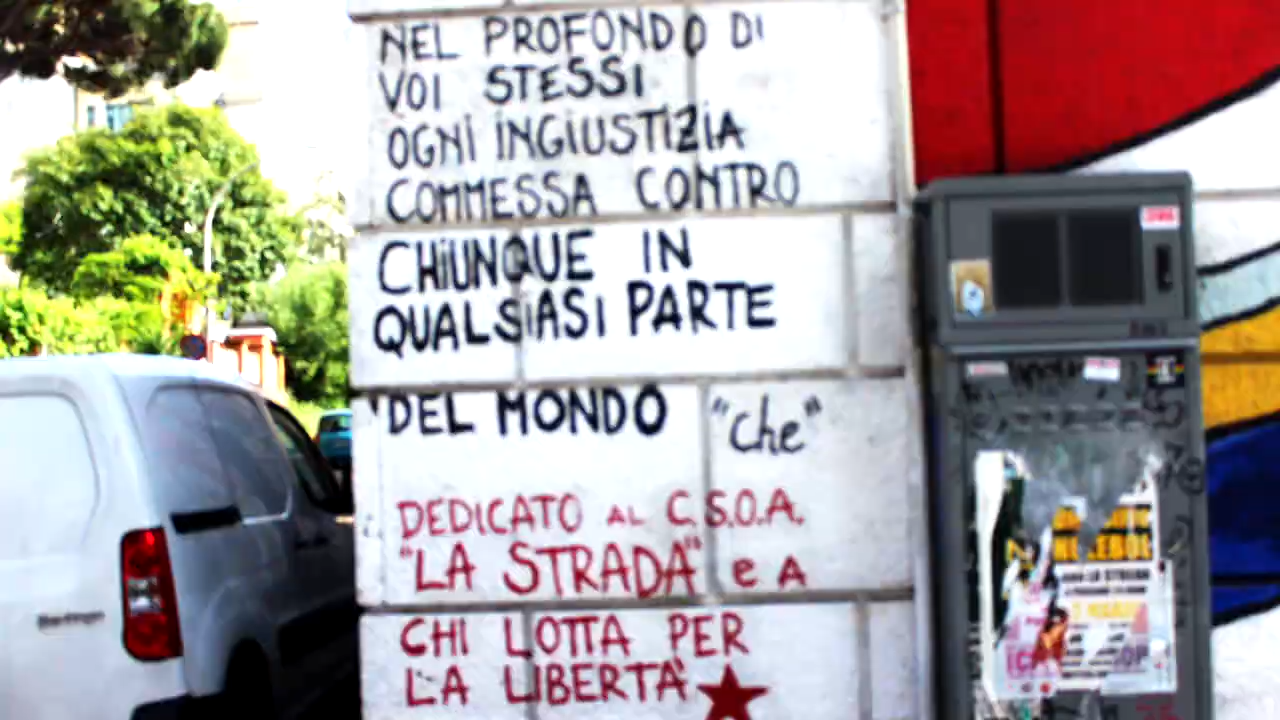 NEL PROFONDO DI
VOI STESSI
OGNI INGIUSTIZIA
COMMESSA CONTRO
CHIUNQUE IN
QUALSIASI PARTE
DEL MONDO "Che"
DEDICATO AL C.S.O.A.
"LA STRADA" e A
CHI LOTTA PER
LA LIBERTÀ
Berlingo